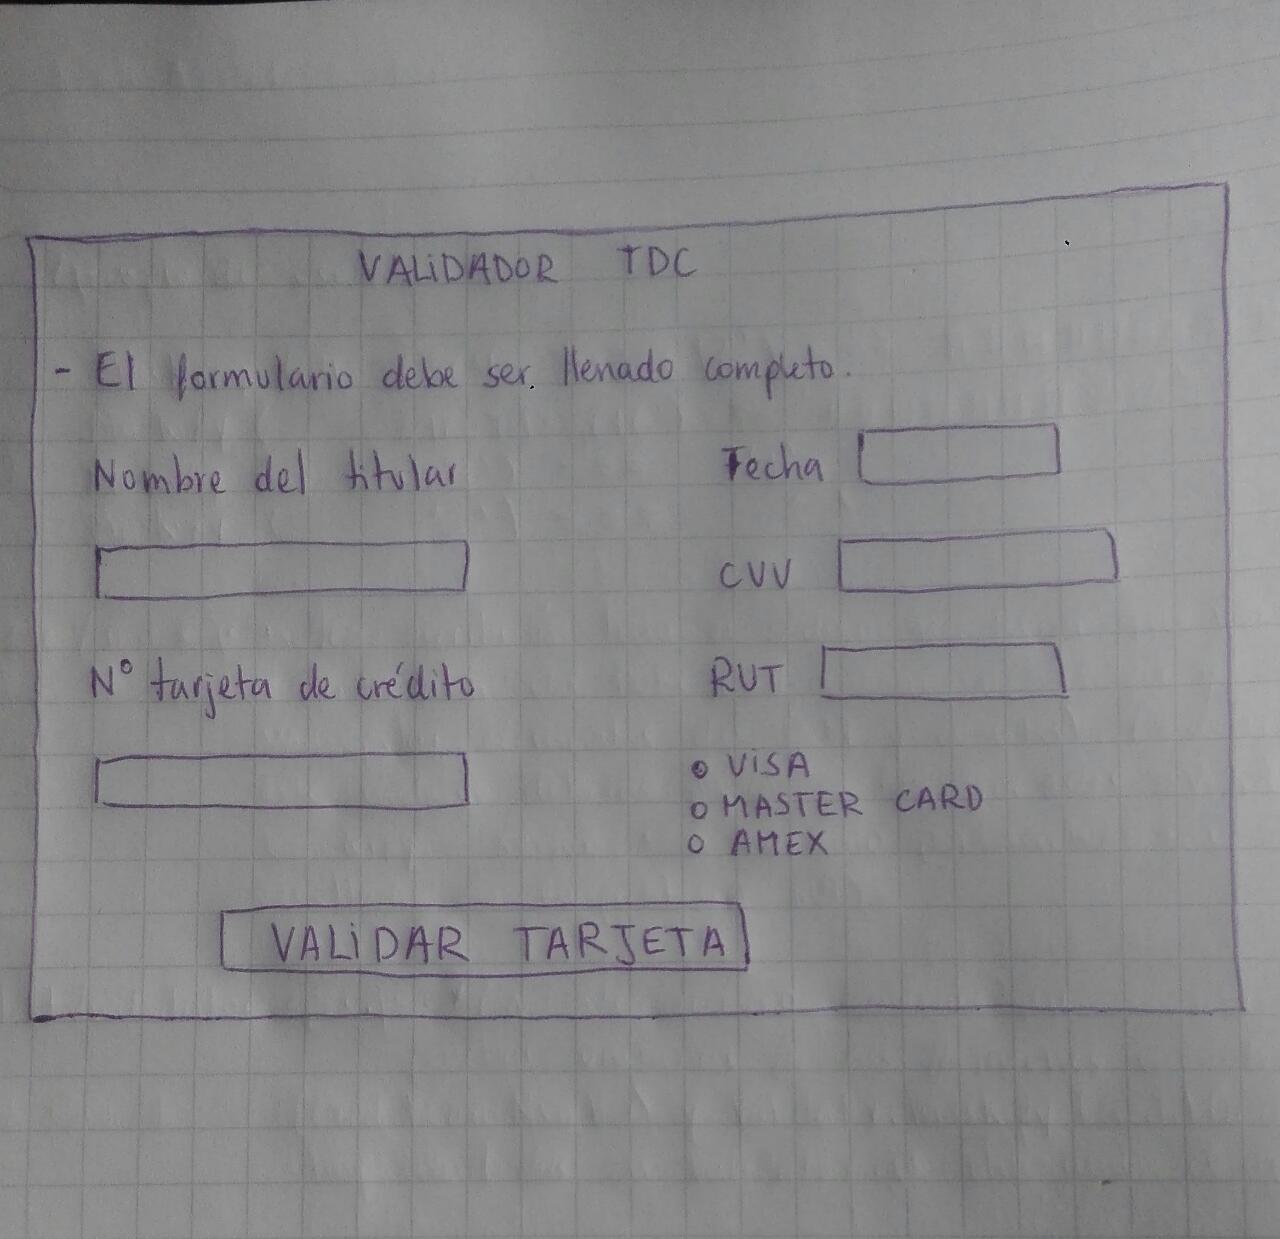 VALIDADOR TDC
- El formulario debe ser. llenado completo.
Nombre del titular
Fecha
CVV
N° tarjeta de crédito
RUT
VISA
MASTER CARD
AMEX
VALIDAR TARJETA